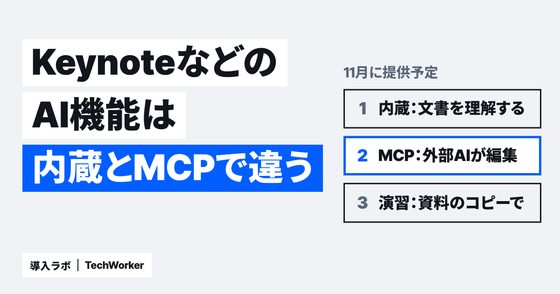 Keynoteなどの
AI機能は
内蔵とMCPで違う
11月に提供予定
1 内蔵：文書を理解する
2 MCP：外部AIが編集
3 演習：資料のコピーで
導入ラボ | TechWorker